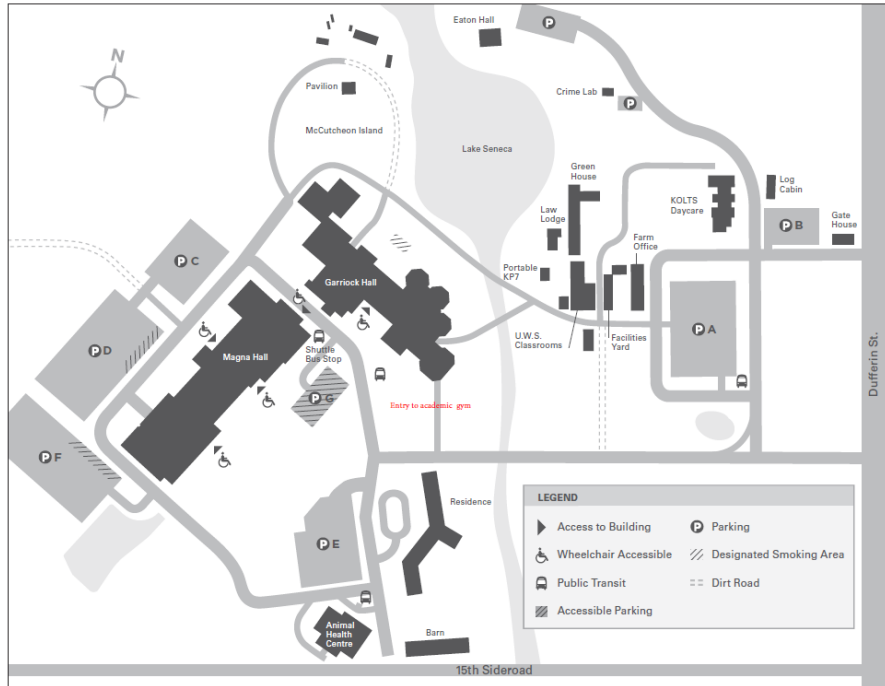 Eaton Hall
P
N
Pavilion
Crime Lab
P
McCutcheon Island
Lake Seneca
Green
House
Log
Cabin
KOLTS
Daycare
Law
Lodge
Gate
House
P B
Farm
Office
P C
Portable
KP7
Garriock Hall
P A
U.W.S.
Classrooms
Facilities
Yard
P D
Shuttle
Bus Stop
Magna Hall
Dufferin St.
P G
Entry to academic gym
P F
LEGEND
Residence
Access to Building
P Parking
P E
Wheelchair Accessible
Designated Smoking Area
Public Transit
Dirt Road
Accessible Parking
Animal
Health
Centre
Barn
15th Sideroad